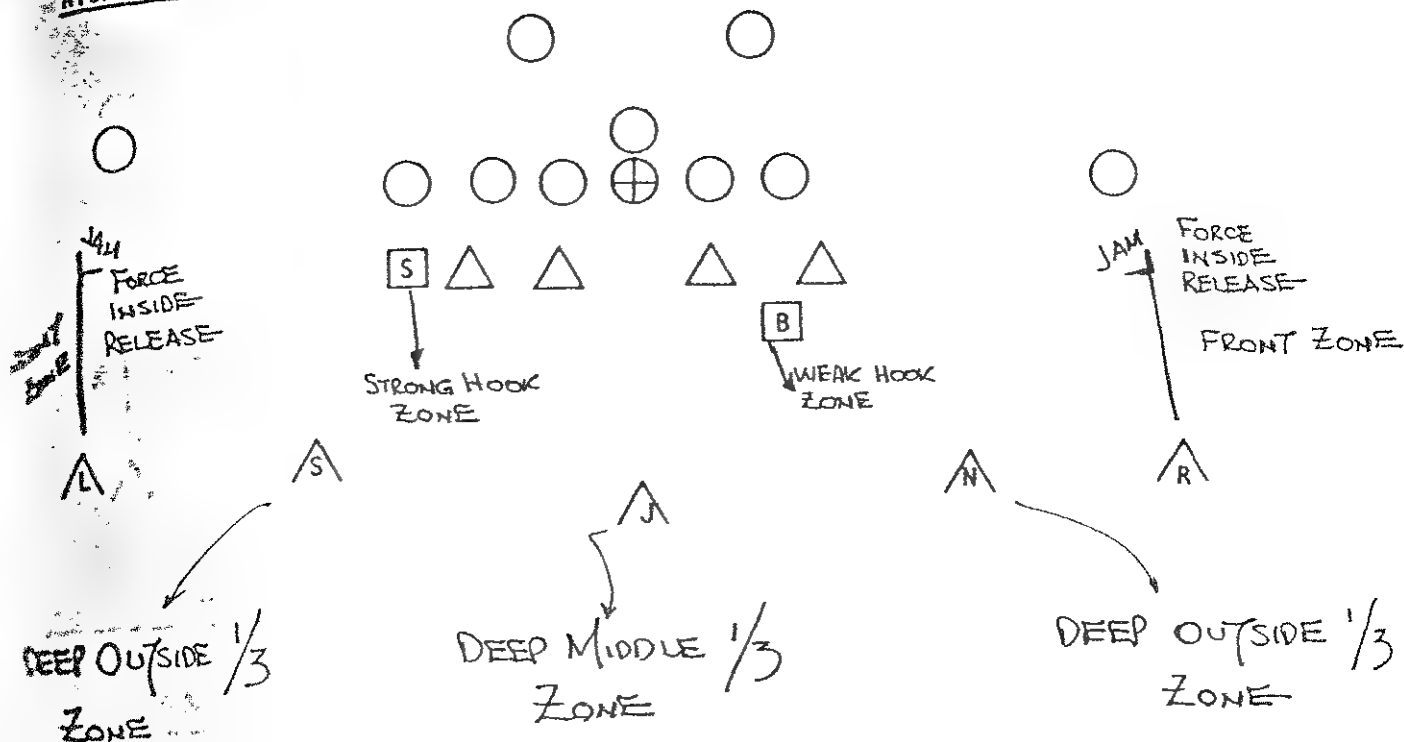 JAM
FORCE
INSIDE
RELEASE
S
B
STRONG HOOK
ZONE
WEAK HOOK
ZONE
JAM
FORCE
INSIDE
RELEASE
FRONT ZONE
L
S
J
N
R
DEEP OUTSIDE 1/3
ZONE
DEEP MIDDLE 1/3
ZONE
DEEP OUTSIDE 1/3
ZONE